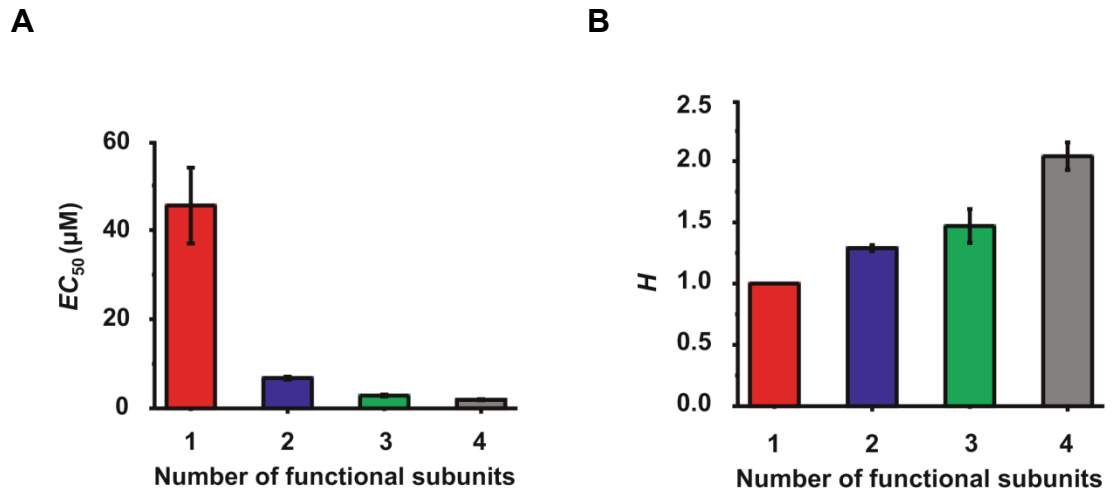 A
EC50 (μM)
60
40
20
0
1 2 3 4
Number of functional subunits
B
H
2.5
2.0
1.5
1.0
0.5
0.0
1 2 3 4
Number of functional subunits